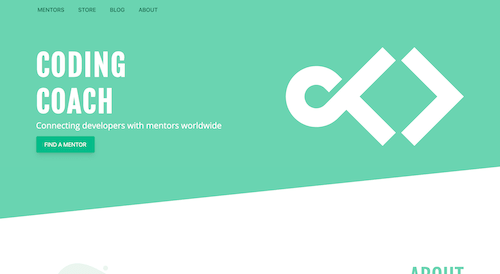 MENTORS STORE BLOG ABOUT
CODING
COACH
Connecting developers with mentors worldwide
FIND A MENTOR
ABOUT